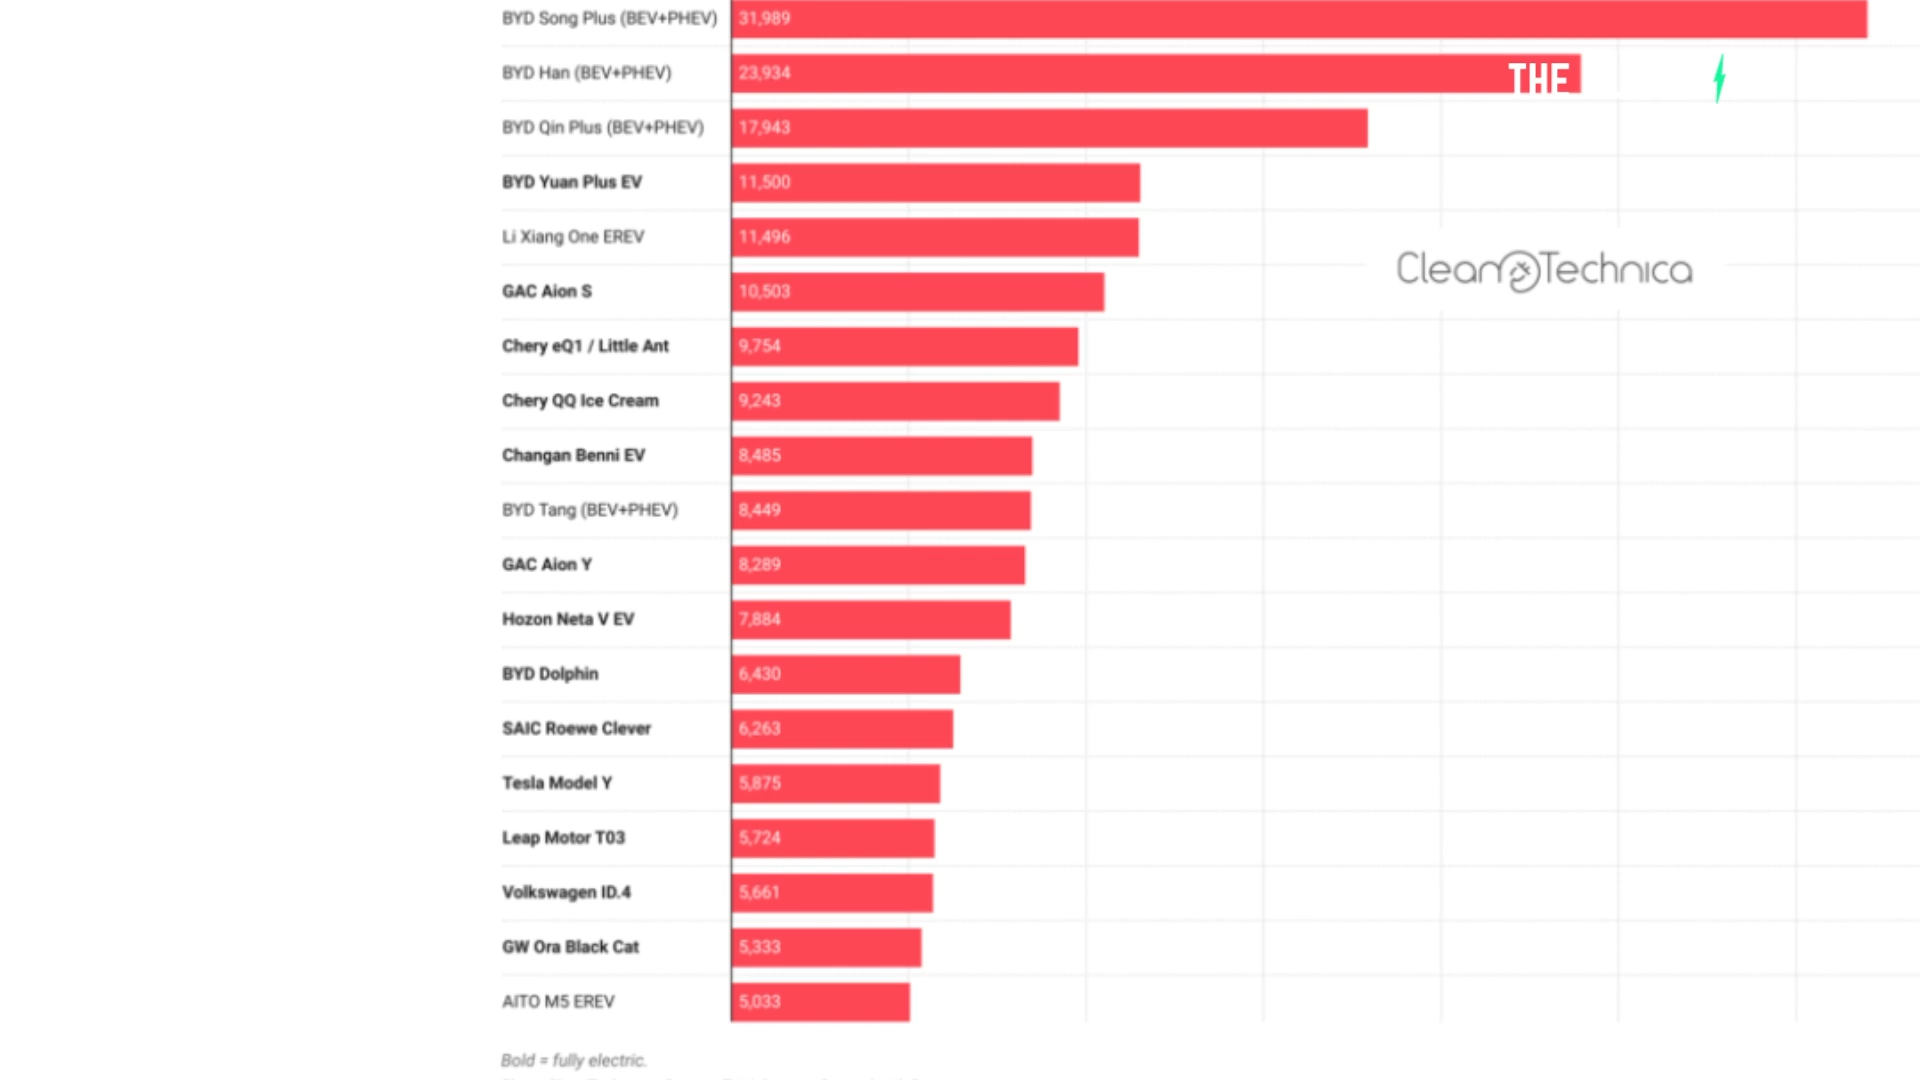 BYD Song Plus (BEV+PHEV) 31,989
BYD Han (BEV+PHEV) 23,934
THE
BYD Qin Plus (BEV+PHEV) 17,943
BYD Yuan Plus EV 11,500
Li Xiang One EREV 11,496
CleanTechnica
GAC Aion S 10,503
Chery eQ1 / Little Ant 9,754
Chery QQ Ice Cream 9,243
Changan Benni EV 8,485
BYD Tang (BEV+PHEV) 8,449
GAC Aion Y 8,289
Hozon Neta V EV 7,884
BYD Dolphin 6,430
SAIC Roewe Clever 6,263
Tesla Model Y 5,875
Leap Motor T03 5,724
Volkswagen ID.4 5,661
GW Ora Black Cat 5,333
AITO M5 EREV 5,033
Bold = fully electric.